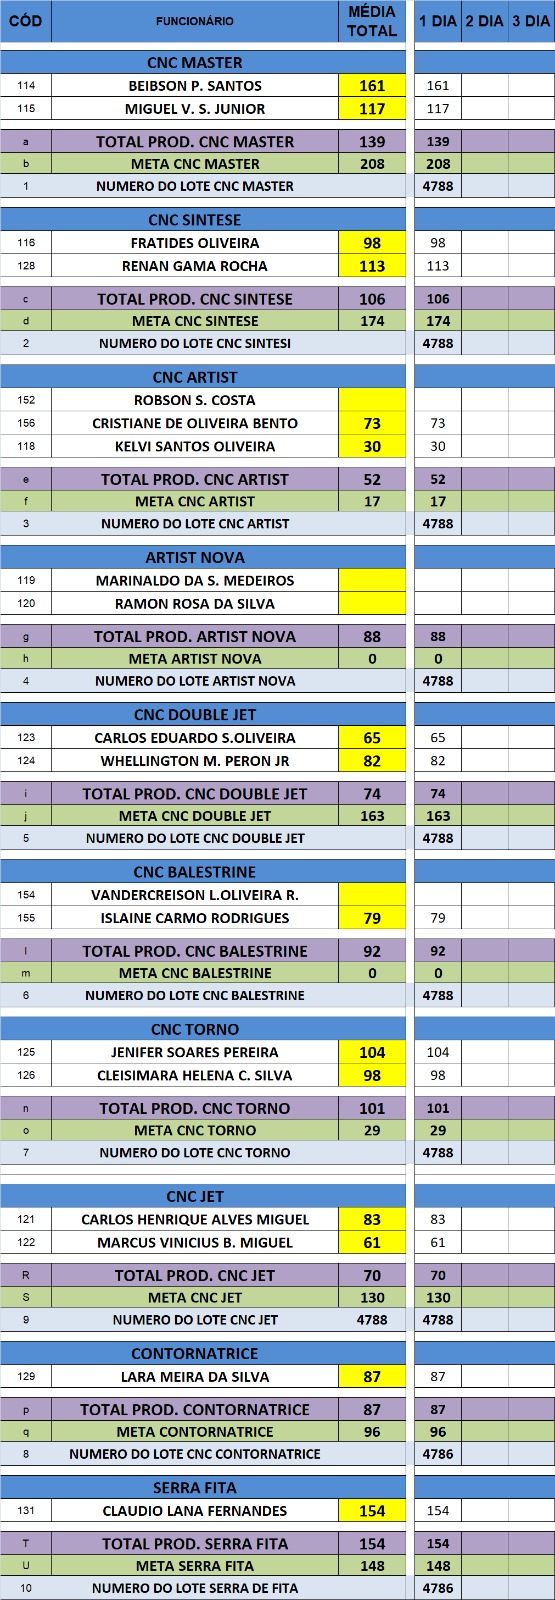 CÓD FUNCIONÁRIO MÉDIA TOTAL 1 DIA 2 DIA 3 DIA
CNC MASTER
114 BEIBSON P. SANTOS 161 161
115 MIGUEL V. S. JUNIOR 117 117
a TOTAL PROD. CNC MASTER 139 139
b META CNC MASTER 208 208
1 NUMERO DO LOTE CNC MASTER 4788
CNC SINTESE
116 FRATIDES OLIVEIRA 98 98
128 RENAN GAMA ROCHA 113 113
c TOTAL PROD. CNC SINTESE 106 106
d META CNC SINTESE 174 174
2 NUMERO DO LOTE CNC SINTESI 4788
CNC ARTIST
152 ROBSON S. COSTA
156 CRISTIANE DE OLIVEIRA BENTO 73 73
118 KELVI SANTOS OLIVEIRA 30 30
e TOTAL PROD. CNC ARTIST 52 52
f META CNC ARTIST 17 17
3 NUMERO DO LOTE CNC ARTIST 4788
ARTIST NOVA
119 MARINALDO DA S. MEDEIROS
120 RAMON ROSA DA SILVA
g TOTAL PROD. ARTIST NOVA 88 88
h META ARTIST NOVA 0 0
4 NUMERO DO LOTE ARTIST NOVA 4788
CNC DOUBLE JET
123 CARLOS EDUARDO S.OLIVEIRA 65 65
124 WHELLINGTON M. PERON JR 82 82
i TOTAL PROD. CNC DOUBLE JET 74 74
j META CNC DOUBLE JET 163 163
5 NUMERO DO LOTE CNC DOUBLE JET 4788
CNC BALESTRINE
154 VANDERCREISON L.OLIVEIRA R.
155 ISLAINE CARMO RODRIGUES 79 79
l TOTAL PROD. CNC BALESTRINE 92 92
m META CNC BALESTRINE 0 0
6 NUMERO DO LOTE CNC BALESTRINE 4788
CNC TORNO
125 JENIFER SOARES PEREIRA 104 104
126 CLEISIMARA HELENA C. SILVA 98 98
n TOTAL PROD. CNC TORNO 101 101
o META CNC TORNO 29 29
7 NUMERO DO LOTE CNC TORNO 4788
CNC JET
121 CARLOS HENRIQUE ALVES MIGUEL 83 83
122 MARCUS VINICIUS B. MIGUEL 61 61
R TOTAL PROD. CNC JET 70 70
S META CNC JET 130 130
9 NUMERO DO LOTE CNC JET 4788 4788
CONTORNATRICE
129 LARA MEIRA DA SILVA 87 87
p TOTAL PROD. CONTORNATRICE 87 87
q META CONTORNATRICE 96 96
8 NUMERO DO LOTE CNC CONTORNATRICE 4786
SERRA FITA
131 CLAUDIO LANA FERNANDES 154 154
T TOTAL PROD. SERRA FITA 154 154
U META SERRA FITA 148 148
10 NUMERO DO LOTE SERRA DE FITA 4786